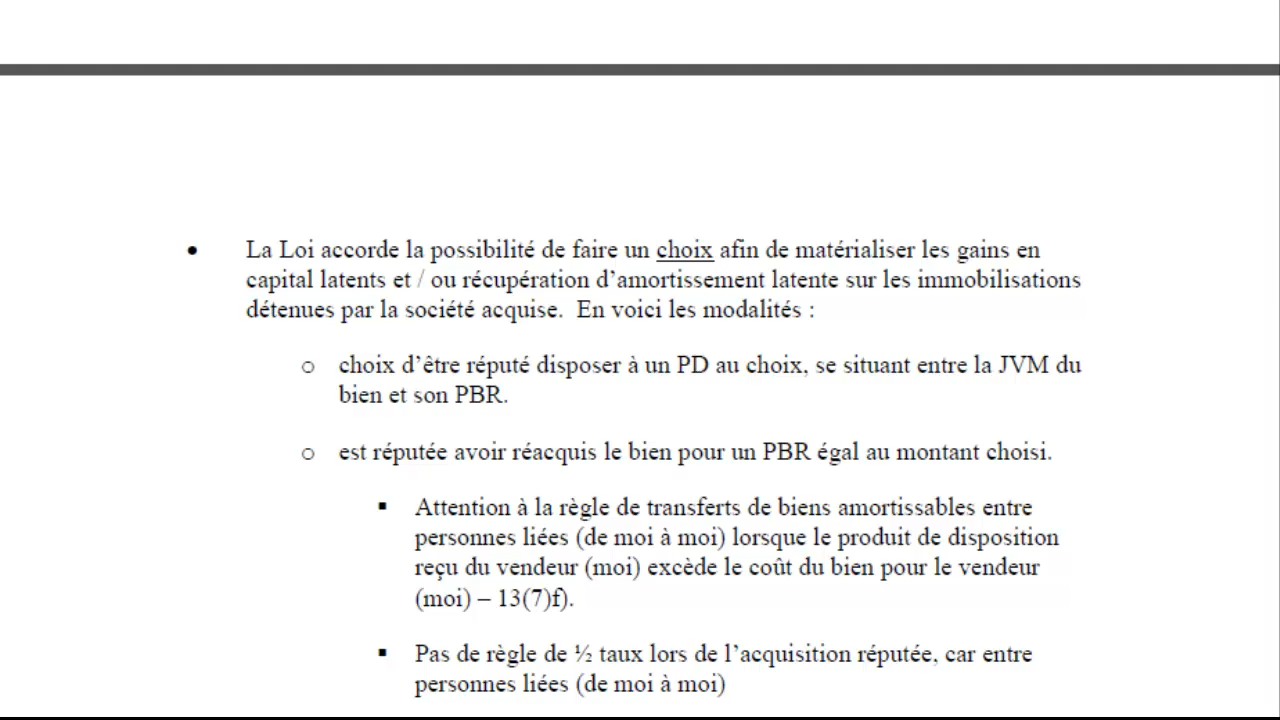 • La Loi accorde la possibilité de faire un choix afin de matérialiser les gains en
capital latents et / ou récupération d’amortissement latente sur les immobilisations
détenues par la société acquise. En voici les modalités :
o choix d’être réputé disposer à un PD au choix, se situant entre la JVM du
bien et son PBR.
o est réputée avoir réacquis le bien pour un PBR égal au montant choisi.
▪ Attention à la règle de transferts de biens amortissables entre
personnes liées (de moi à moi) lorsque le produit de disposition
reçu du vendeur (moi) excède le coût du bien pour le vendeur
(moi) – 13(7)f).
▪ Pas de règle de ½ taux lors de l’acquisition réputée, car entre
personnes liées (de moi à moi)